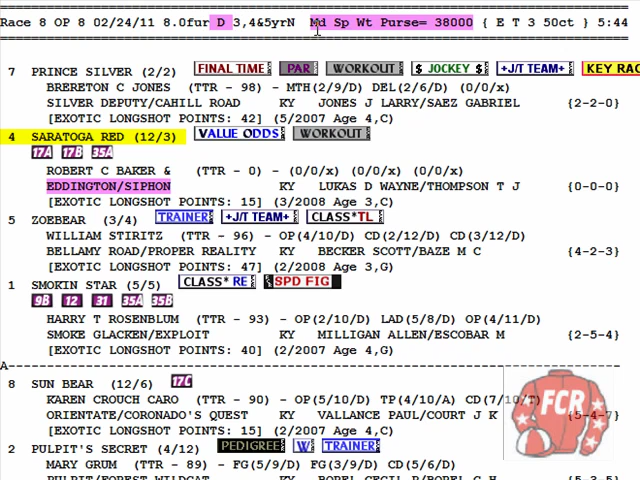 Race 8 OP 8 02/24/11 8.0fur D 3,4&5yrN Md Sp Wt Purse= 38000 { E T 3 50ct } 5:44
7 PRINCE SILVER (2/2) FINAL TIME PAR WORKOUT $ JOCKEY $ +J/T TEAM+ KEY RAC
BRERETON C JONES (TTR - 98) - MTH(2/9/D) DEL(2/6/D) (0/0/x)
SILVER DEPUTY/CAHILL ROAD KY JONES J LARRY/SAEZ GABRIEL {2-2-0}
[EXOTIC LONGSHOT POINTS: 42] (5/2007 Age 4,C)
4 SARATOGA RED (12/3) VALUE ODDS WORKOUT
17A 17B 35A
ROBERT C BAKER & (TTR - 0) - (0/0/x) (0/0/x) (0/0/x)
EDDINGTON/SIPHON KY LUKAS D WAYNE/THOMPSON T J {0-0-0}
[EXOTIC LONGSHOT POINTS: 15] (3/2008 Age 3,C)
5 ZOEBEAR (3/4) TRAINER +J/T TEAM+ CLASS*TL
WILLIAM STIRITZ (TTR - 96) - OP(4/10/D) CD(2/12/D) CD(3/12/D)
BELLAMY ROAD/PROPER REALITY KY BECKER SCOTT/BAZE M C {4-2-3}
[EXOTIC LONGSHOT POINTS: 47] (2/2008 Age 3,G)
1 SMOKIN STAR (5/5) CLASS* RE SPD FIG
9B 12 31 35A 35B
HARRY T ROSENBLUM (TTR - 93) - OP(2/10/D) LAD(5/8/D) OP(4/11/D)
SMOKE GLACKEN/EXPLOIT KY MILLIGAN ALLEN/ESCOBAR M {2-5-4}
[EXOTIC LONGSHOT POINTS: 40] (2/2007 Age 4,G)
A--------------------------------------------------------------------------------
8 SUN BEAR (12/6) 17C
KAREN CROUCH CARO (TTR - 90) - OP(5/10/D) TP(4/10/A) CD(7/10/T)
ORIENTATE/CORONADO'S QUEST KY VALLANCE PAUL/COURT J K {5-4-7}
FCR
[EXOTIC LONGSHOT POINTS: 15] (2/2007 Age 4,C)
2 PULPIT'S SECRET (4/12) PEDIGREE W TRAINER
MARY GRUM (TTR - 89) - FG(5/9/D) FG(3/9/D) CD(5/6/D)